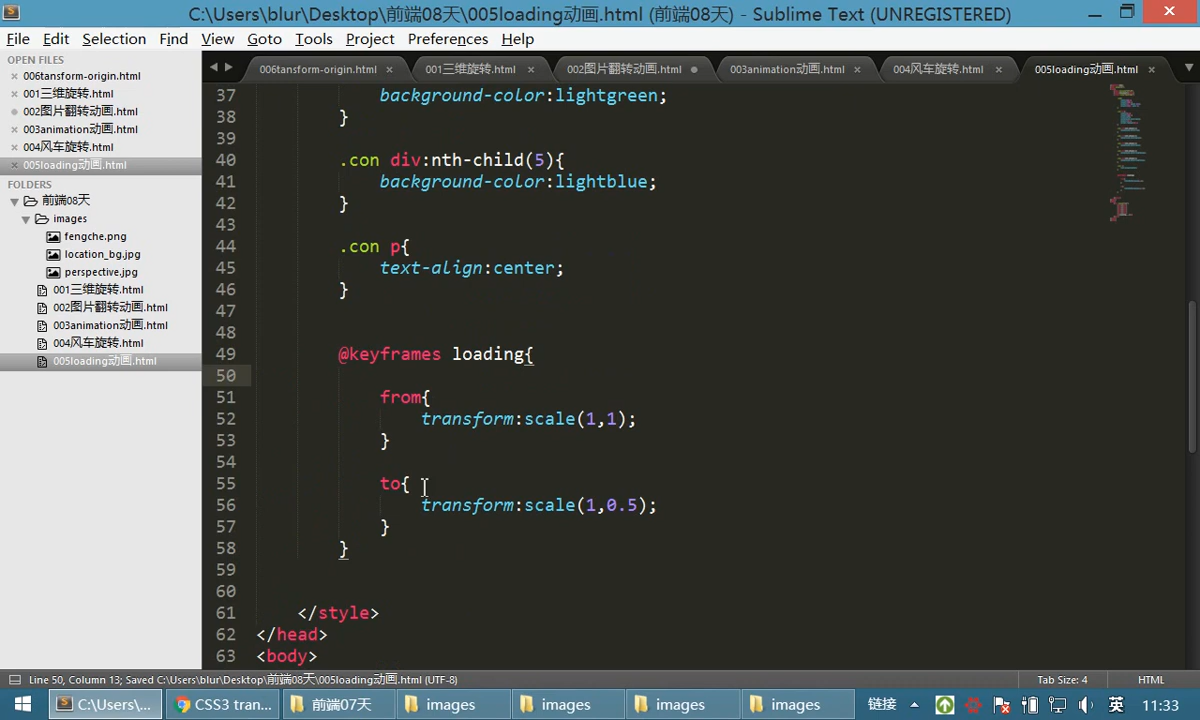 C:\Users\blur\Desktop\前端08天\005loading动画.html (前端08天) - Sublime Text (UNREGISTERED)
File Edit Selection Find View Goto Tools Project Preferences Help
OPEN FILES
006tansform-origin.html
001三维旋转.html
002图片翻转动画.html
003animation动画.html
004风车旋转.html
005loading动画.html
FOLDERS
前端08天
images
fengche.png
location_bg.jpg
perspective.jpg
001三维旋转.html
002图片翻转动画.html
003animation动画.html
004风车旋转.html
005loading动画.html
006tansform-origin.html 001三维旋转.html 002图片翻转动画.html 003animation动画.html 004风车旋转.html 005loading动画.html
37 background-color:lightgreen;
38 }
39
40 .con div:nth-child(5){
41 background-color:lightblue;
42 }
43
44 .con p{
45 text-align:center;
46 }
47
48
49 @keyframes loading{
50
51 from{
52 transform:scale(1,1);
53 }
54
55 to{
56 transform:scale(1,0.5);
57 }
58 }
59
60
61 </style>
62 </head>
63 <body>
Line 50, Column 13; Saved C:\Users\blur\Desktop\前端08天\005loading动画.html (UTF-8) Tab Size: 4 HTML
C:\Users\... CSS3 tran... 前端07天 images images images images 链接 英 11:33